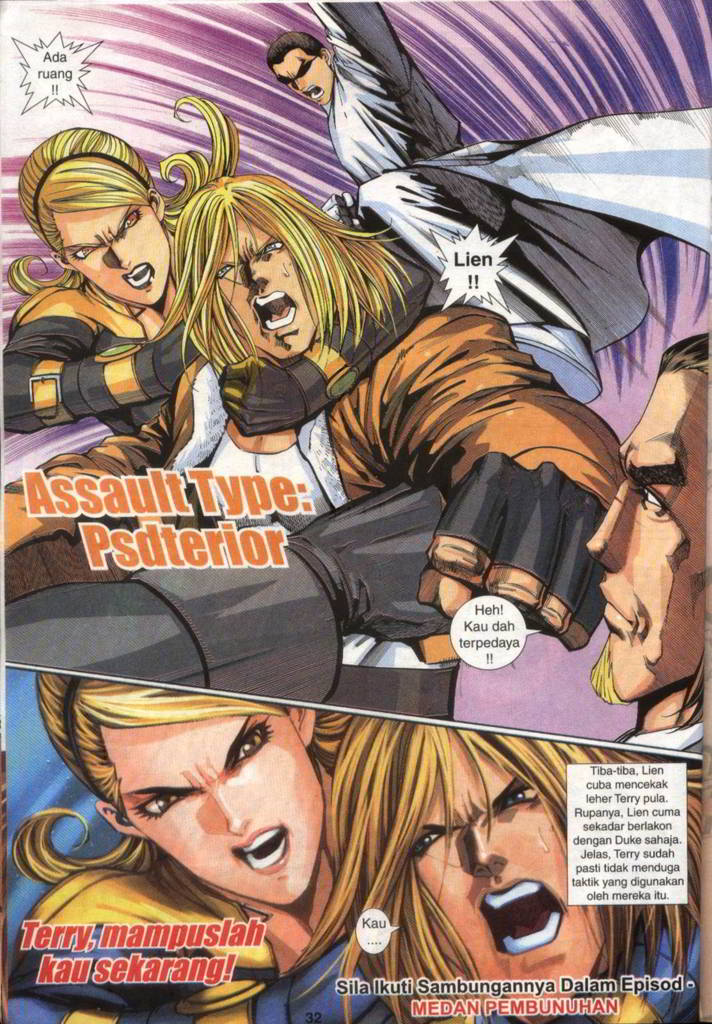 Ada
ruang
!!
Lien
!!
Assault Type:
Psdterior
Heh!
Kau dah
terpedaya
!!
Tiba-tiba, Lien
cuba mencekak
leher Terry pula.
Rupanya, Lien cuma
sekadar berlakon
dengan Duke sahaja.
Jelas, Terry sudah
pasti tidak menduga
taktik yang digunakan
oleh mereka itu.
Kau
....
Terry, mampuslah
kau sekarang!
Sila Ikuti Sambungannya Dalam Episod -
MEDAN PEMBUNUHAN
32